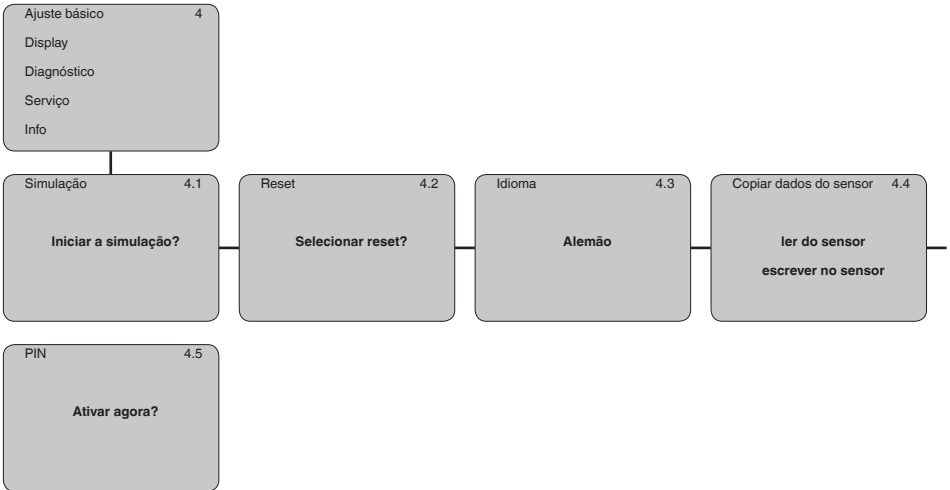 Ajuste básico 4
Display
Diagnóstico
Serviço
Info
Simulação 4.1
Iniciar a simulação?
Reset 4.2
Selecionar reset?
Idioma 4.3
Alemão
Copiar dados do sensor 4.4
ler do sensor
escrever no sensor
PIN 4.5
Ativar agora?